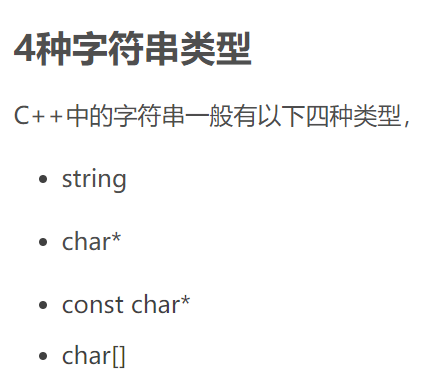 4种字符串类型
C++中的字符串一般有以下四种类型，
string
char*
const char*
char[]